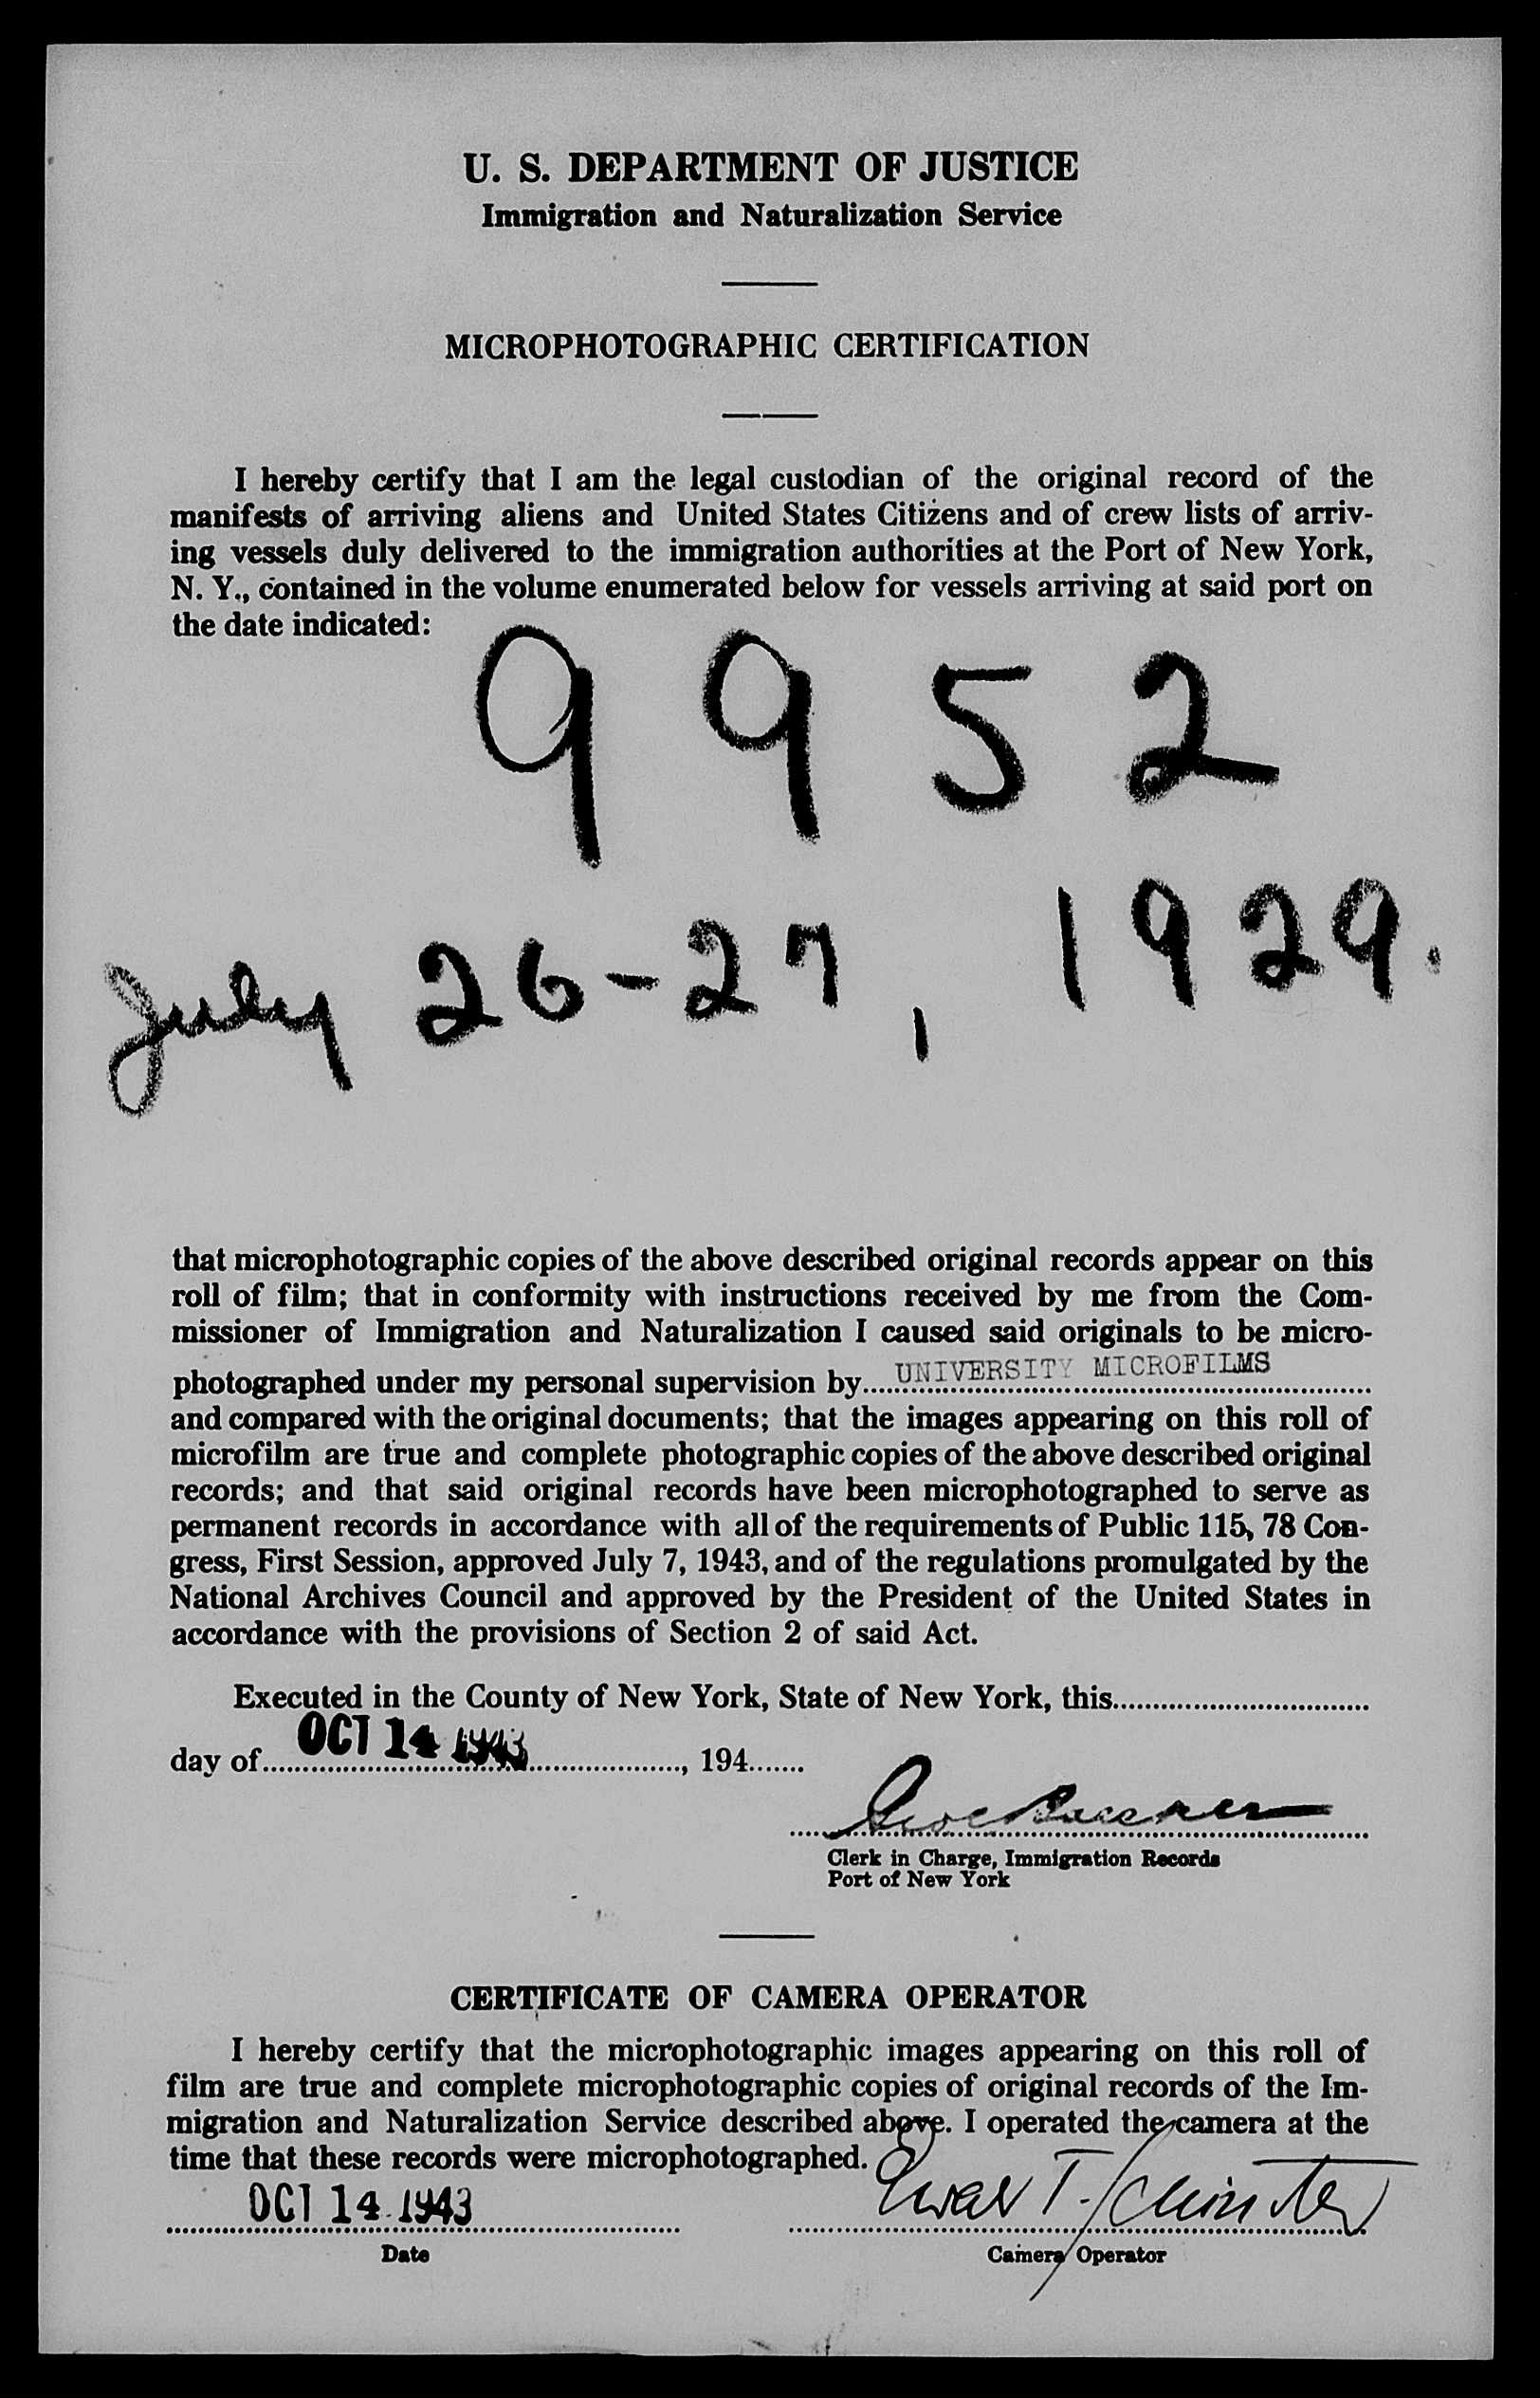 U. S. DEPARTMENT OF JUSTICE
Immigration and Naturalization Service
MICROPHOTOGRAPHIC CERTIFICATION
I hereby certify that I am the legal custodian of the original record of the
manifests of arriving aliens and United States Citizens and of crew lists of arriv-
ing vessels duly delivered to the immigration authorities at the Port of New York,
N. Y., contained in the volume enumerated below for vessels arriving at said port on
the date indicated:
9952
July 26-27, 1929.
that microphotographic copies of the above described original records appear on this
roll of film; that in conformity with instructions received by me from the Com-
missioner of Immigration and Naturalization I caused said originals to be micro-
photographed under my personal supervision by UNIVERSITY MICROFILMS
and compared with the original documents; that the images appearing on this roll of
microfilm are true and complete photographic copies of the above described original
records; and that said original records have been microphotographed to serve as
permanent records in accordance with all of the requirements of Public 115, 78 Con-
gress, First Session, approved July 7, 1943, and of the regulations promulgated by the
National Archives Council and approved by the President of the United States in
accordance with the provisions of Section 2 of said Act.
Executed in the County of New York, State of New York, this
day of OCT 14 1943, 194
Clerk in Charge, Immigration Records
Port of New York
CERTIFICATE OF CAMERA OPERATOR
I hereby certify that the microphotographic images appearing on this roll of
film are true and complete microphotographic copies of original records of the Im-
migration and Naturalization Service described above. I operated the camera at the
time that these records were microphotographed.
OCT 14 1943
Date
Camera Operator